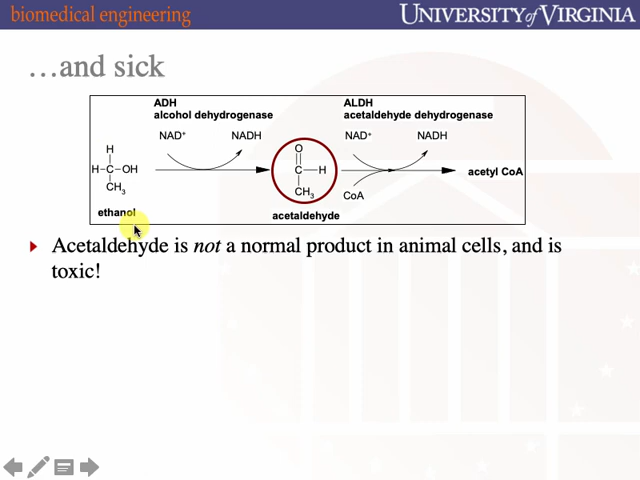 biomedical engineering
UNIVERSITY of VIRGINIA
…and sick
ADH
alcohol dehydrogenase
ALDH
acetaldehyde dehydrogenase
NAD+ NADH
NAD+ NADH
H
H-C-OH
CH3
O
C-H
CH3
CoA
acetyl CoA
ethanol
acetaldehyde
Acetaldehyde is not a normal product in animal cells, and is
toxic!